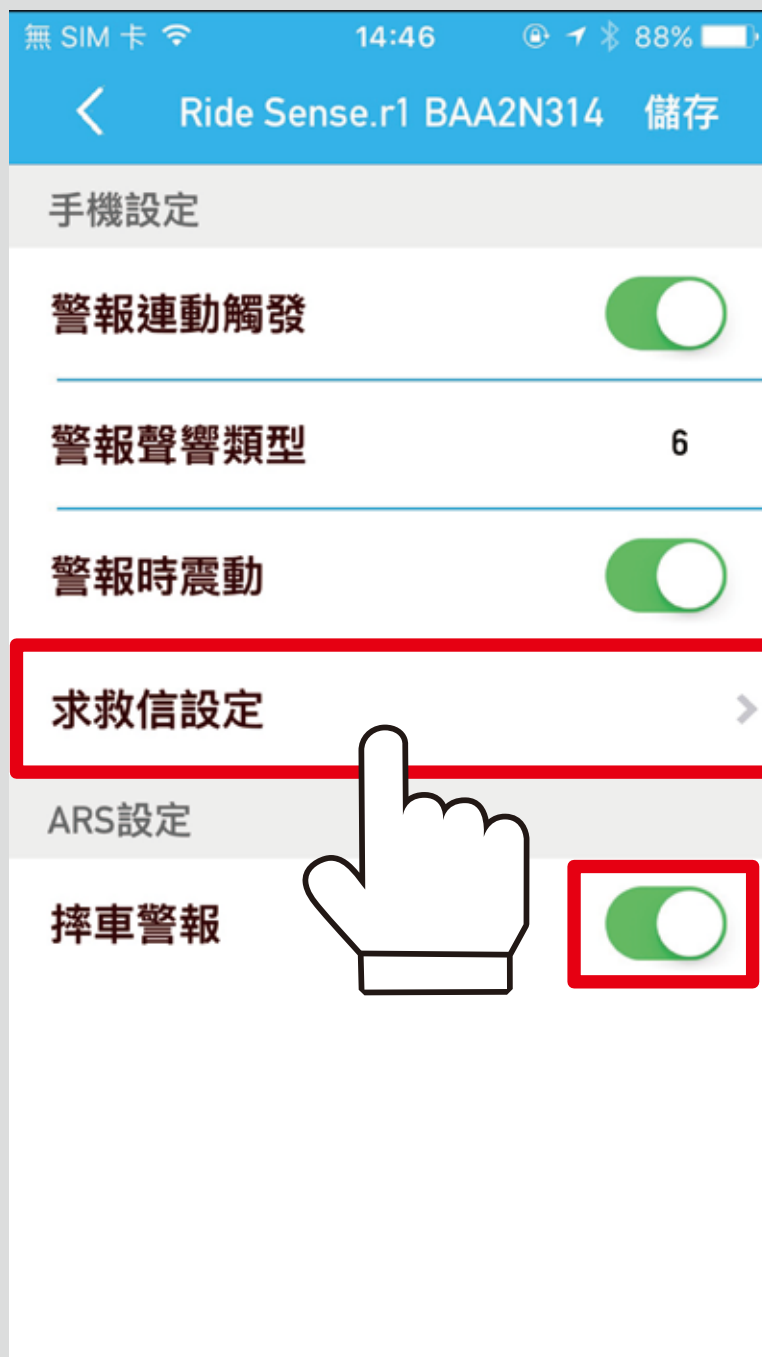 無 SIM 卡 14:46 88%
Ride Sense.r1 BAA2N314 儲存
手機設定
警報連動觸發
警報聲響類型 6
警報時震動
求救信設定
ARS設定
摔車警報